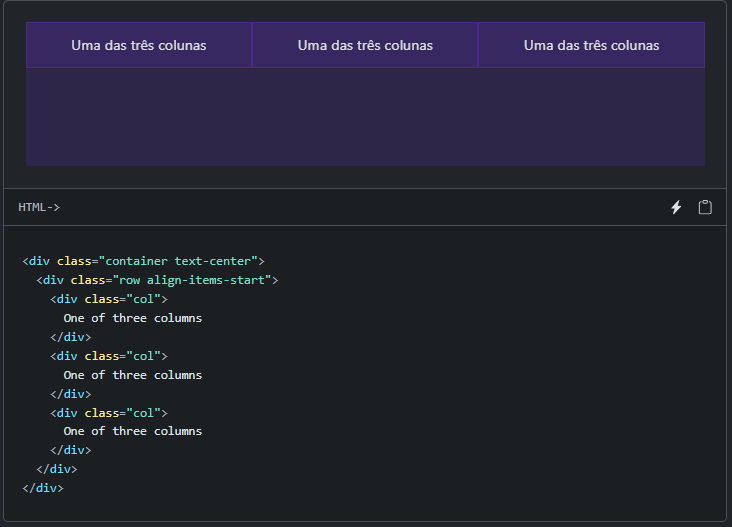 Uma das três colunas Uma das três colunas Uma das três colunas
HTML->
<div class="container text-center">
  <div class="row align-items-start">
    <div class="col">
      One of three columns
    </div>
    <div class="col">
      One of three columns
    </div>
    <div class="col">
      One of three columns
    </div>
  </div>
</div>